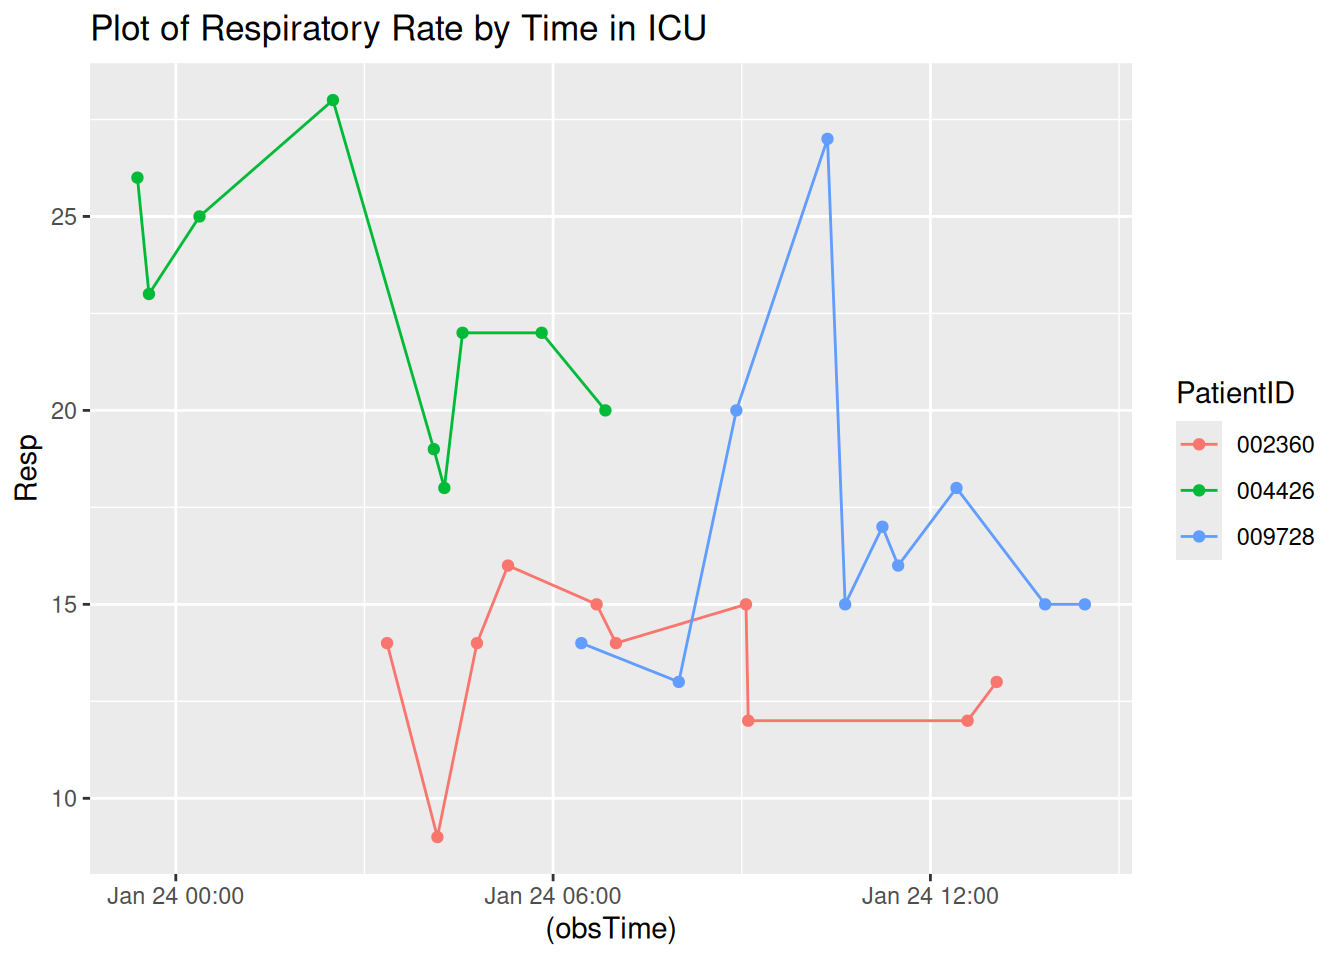 Plot of Respiratory Rate by Time in ICU
Resp
25
20
15
10
Jan 24 00:00
Jan 24 06:00
Jan 24 12:00
(obsTime)
PatientID
002360
004426
009728